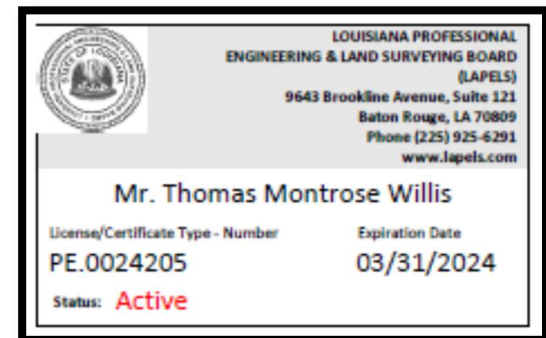 LOUISIANA PROFESSIONAL
ENGINEERING & LAND SURVEYING BOARD
(LAPELS)
9643 Brookline Avenue, Suite 121
Baton Rouge, LA 70809
Phone (225) 925-6291
www.lapels.com
Mr. Thomas Montrose Willis
License/Certificate Type - Number Expiration Date
PE.0024205 03/31/2024
Status: Active